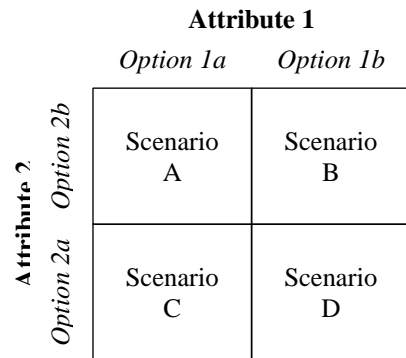 Attribute 1
Option 1a Option 1b
Attribute 2
Option 2b
Scenario
A
Scenario
B
Option 2a
Scenario
C
Scenario
D